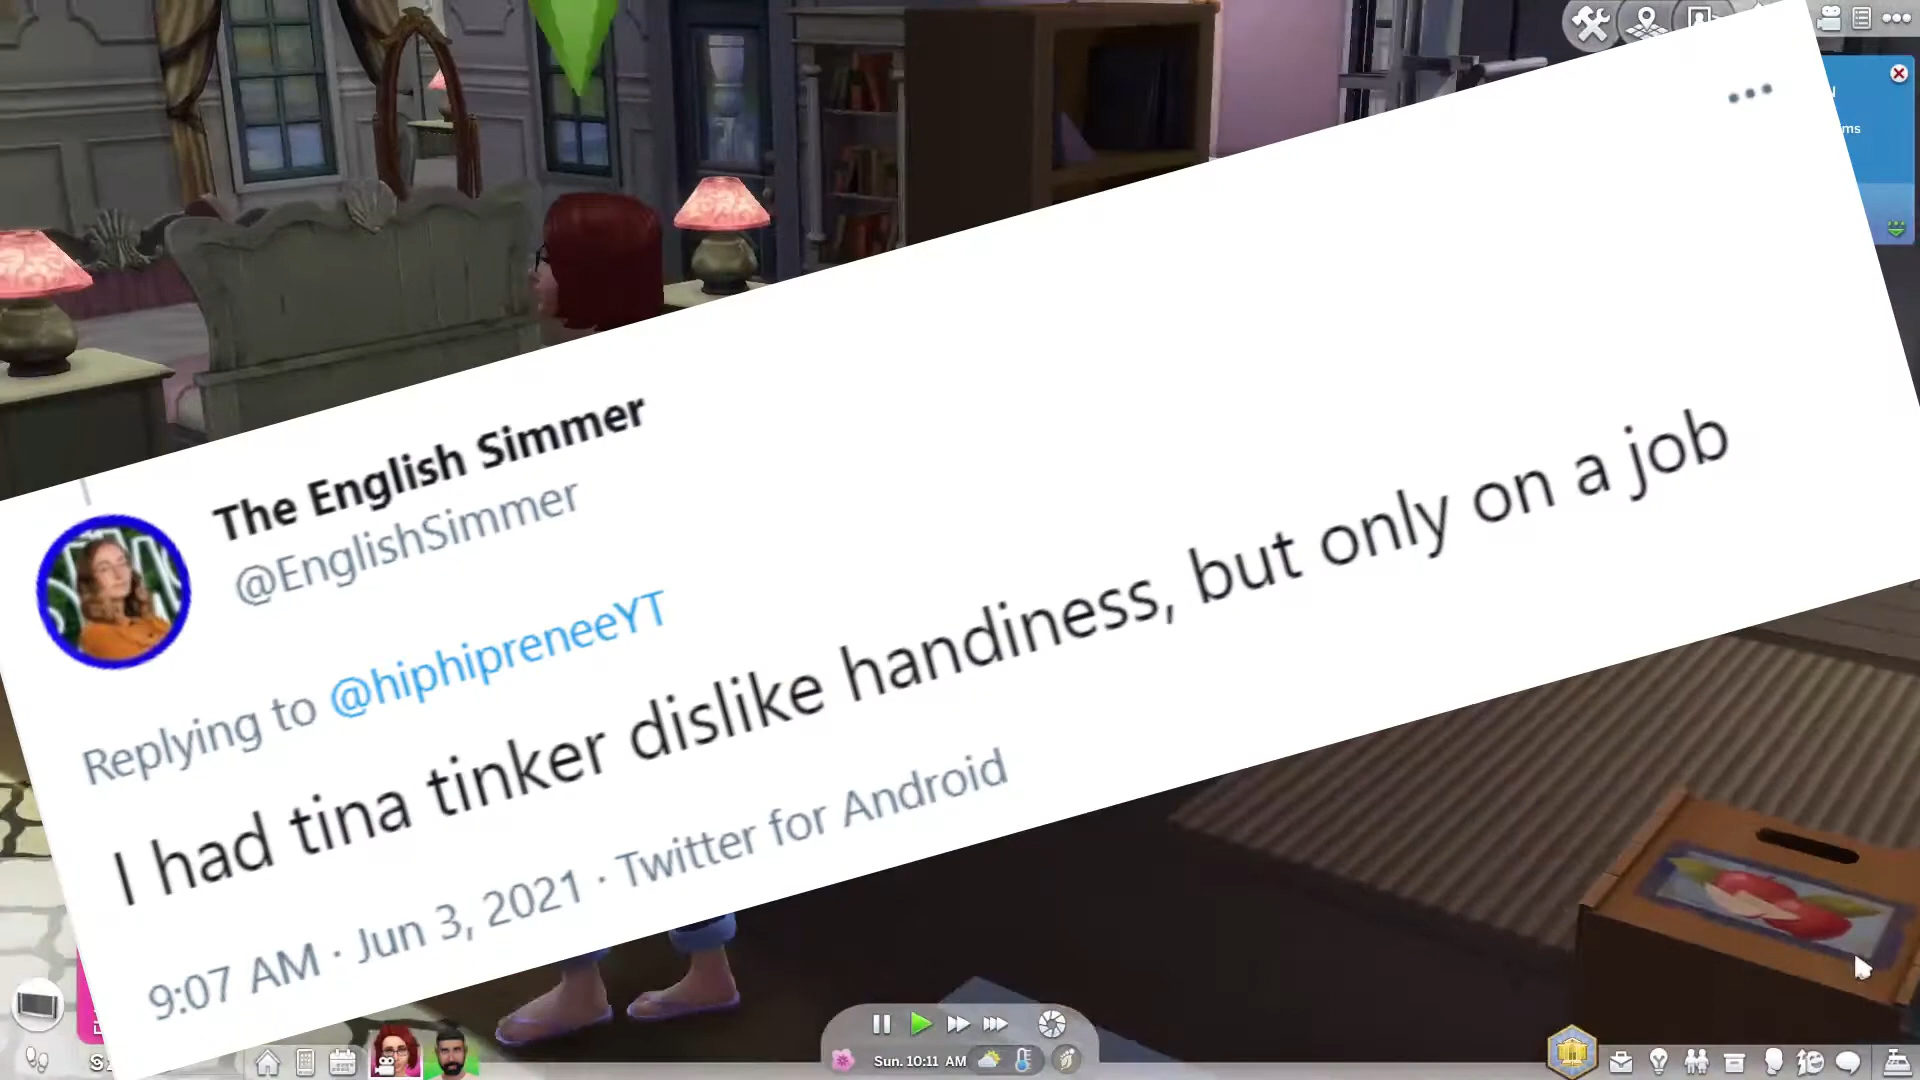 ms
The English Simmer
@EnglishSimmer
Replying to @hiphipreneeYT
I had tina tinker dislike handiness, but only on a job
9:07 AM · Jun 3, 2021 · Twitter for Android
Sun. 10:11 AM